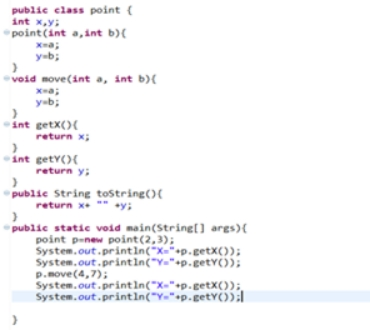 public class point {
int x,y;
point(int a,int b){
x=a;
y=b;
}
void move(int a, int b){
x=a;
y=b;
}
int getX(){
return x;
}
int getY(){
return y;
}
public String toString(){
return x+ "" +y;
}
public static void main(String[] args){
point p=new point(2,3);
System.out.println("X="+p.getX());
System.out.println("Y="+p.getY());
p.move(4,7);
System.out.println("X="+p.getX());
System.out.println("Y="+p.getY());
}